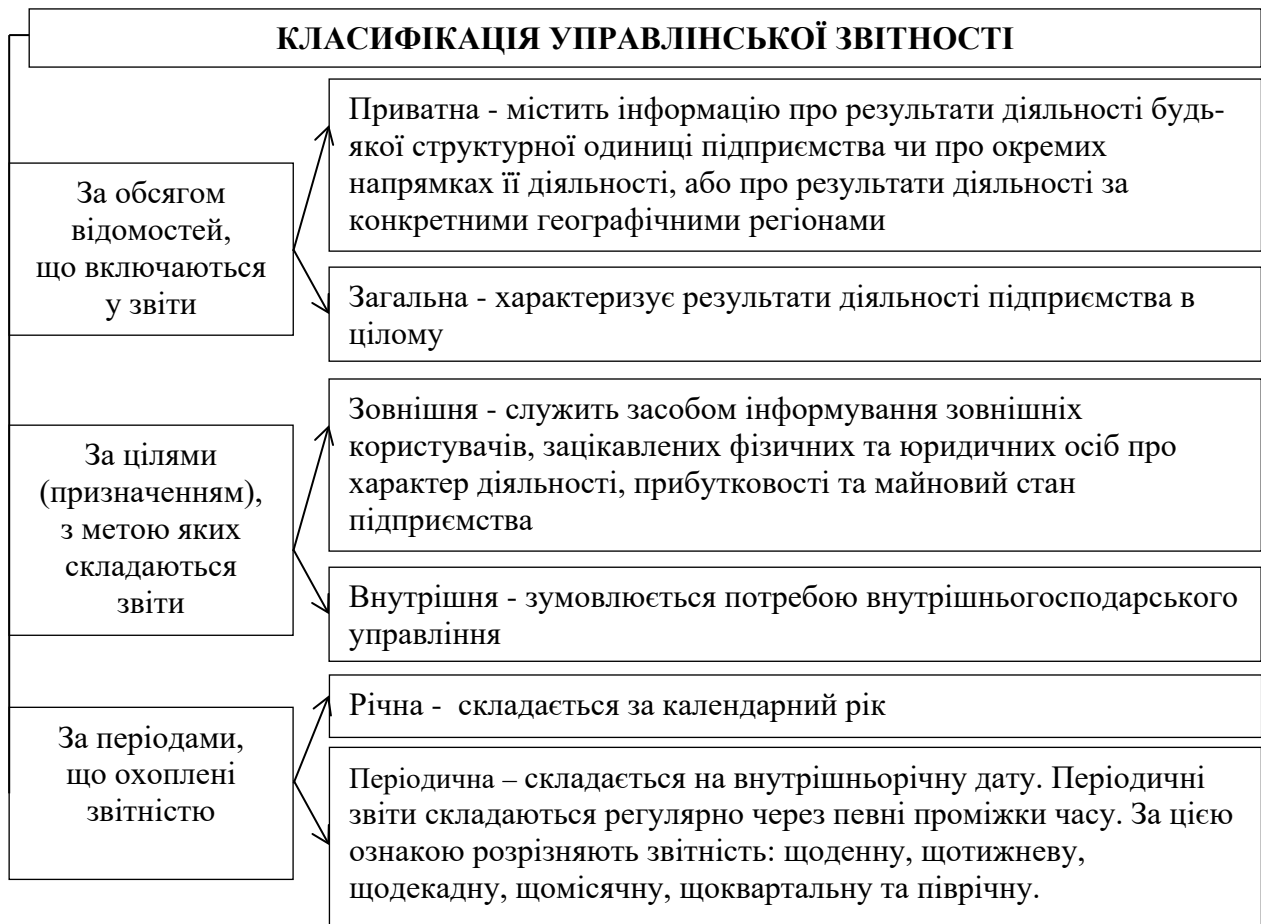 КЛАСИФІКАЦІЯ УПРАВЛІНСЬКОЇ ЗВІТНОСТІ
За обсягом
відомостей,
що включаються
у звіти
Приватна - містить інформацію про результати діяльності будь-
якої структурної одиниці підприємства чи про окремих
напрямках її діяльності, або про результати діяльності за
конкретними географічними регіонами
Загальна - характеризує результати діяльності підприємства в
цілому
За цілями
(призначенням),
з метою яких
складаються
звіти
Зовнішня - служить засобом інформування зовнішніх
користувачів, зацікавлених фізичних та юридичних осіб про
характер діяльності, прибутковості та майновий стан
підприємства
Внутрішня - зумовлюється потребою внутрішньогосподарського
управління
За періодами,
що охоплені
звітністю
Річна - складається за календарний рік
Періодична – складається на внутрішньорічну дату. Періодичні
звіти складаються регулярно через певні проміжки часу. За цією
ознакою розрізняють звітність: щоденну, щотижневу,
щодекадну, щомісячну, щоквартальну та піврічну.